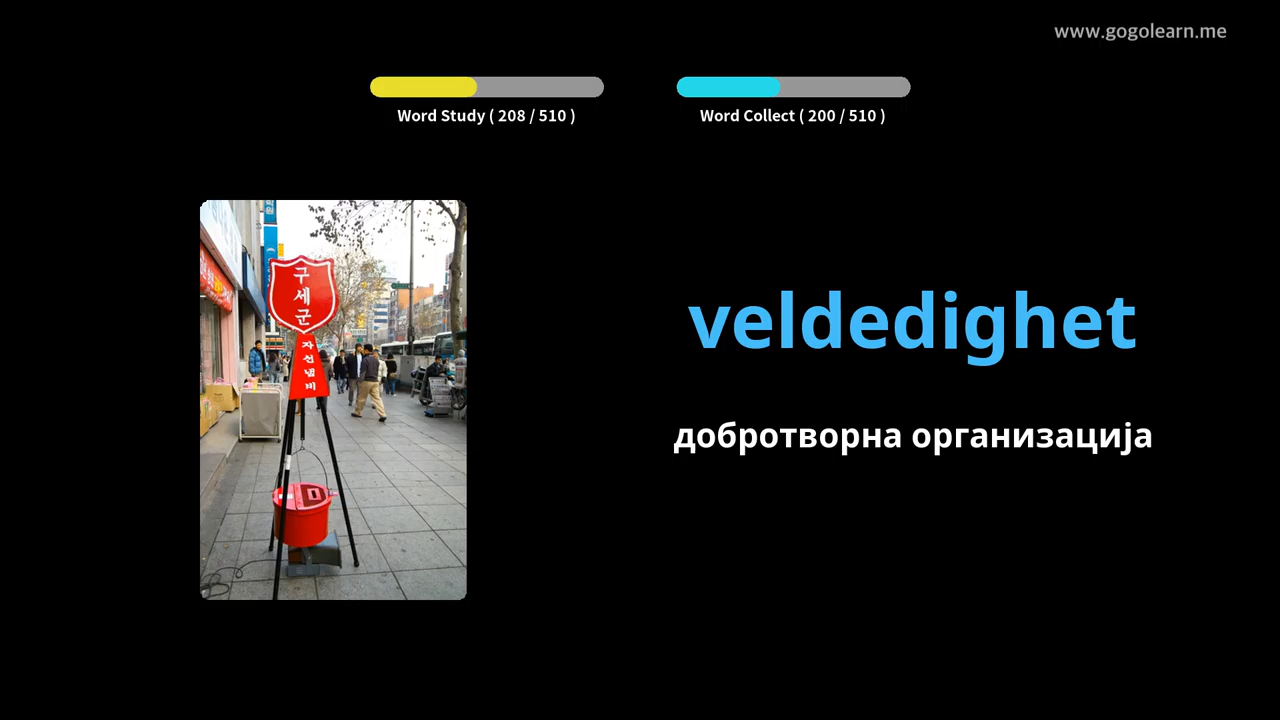 www.gogolearn.me
Word Study ( 208 / 510 )
Word Collect ( 200 / 510 )
구세군
자선냄비
veldedighet
добротворна организација